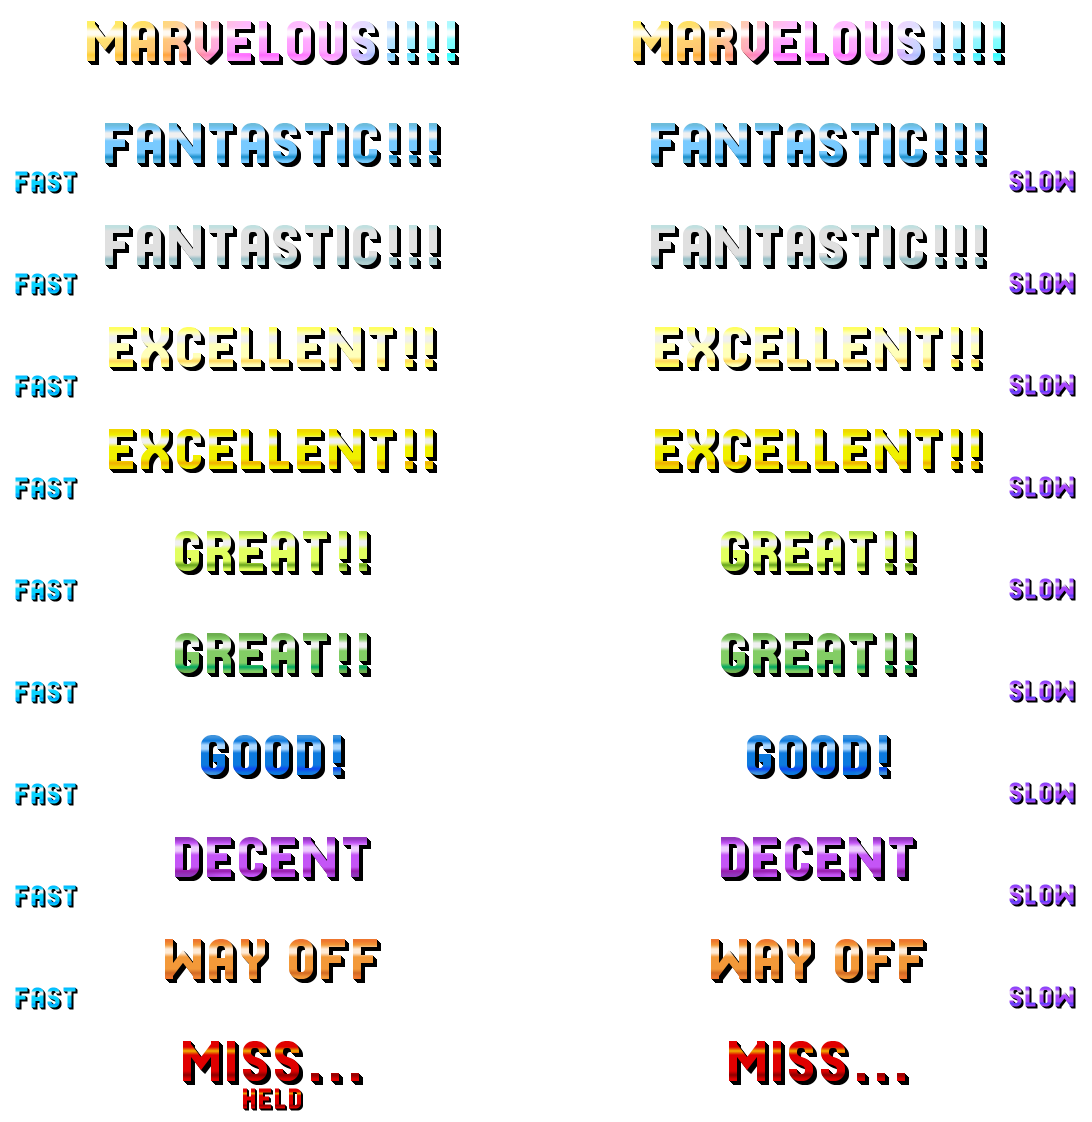 MARVELOUS!!!! MARVELOUS!!!!
FANTASTIC!!! FANTASTIC!!!
FAST SLOW
FANTASTIC!!! FANTASTIC!!!
FAST SLOW
EXCELLENT!! EXCELLENT!!
FAST SLOW
EXCELLENT!! EXCELLENT!!
FAST SLOW
GREAT!! GREAT!!
FAST SLOW
GREAT!! GREAT!!
FAST SLOW
GOOD! GOOD!
FAST SLOW
DECENT DECENT
FAST SLOW
WAY OFF WAY OFF
FAST SLOW
MISS... MISS...
HELD